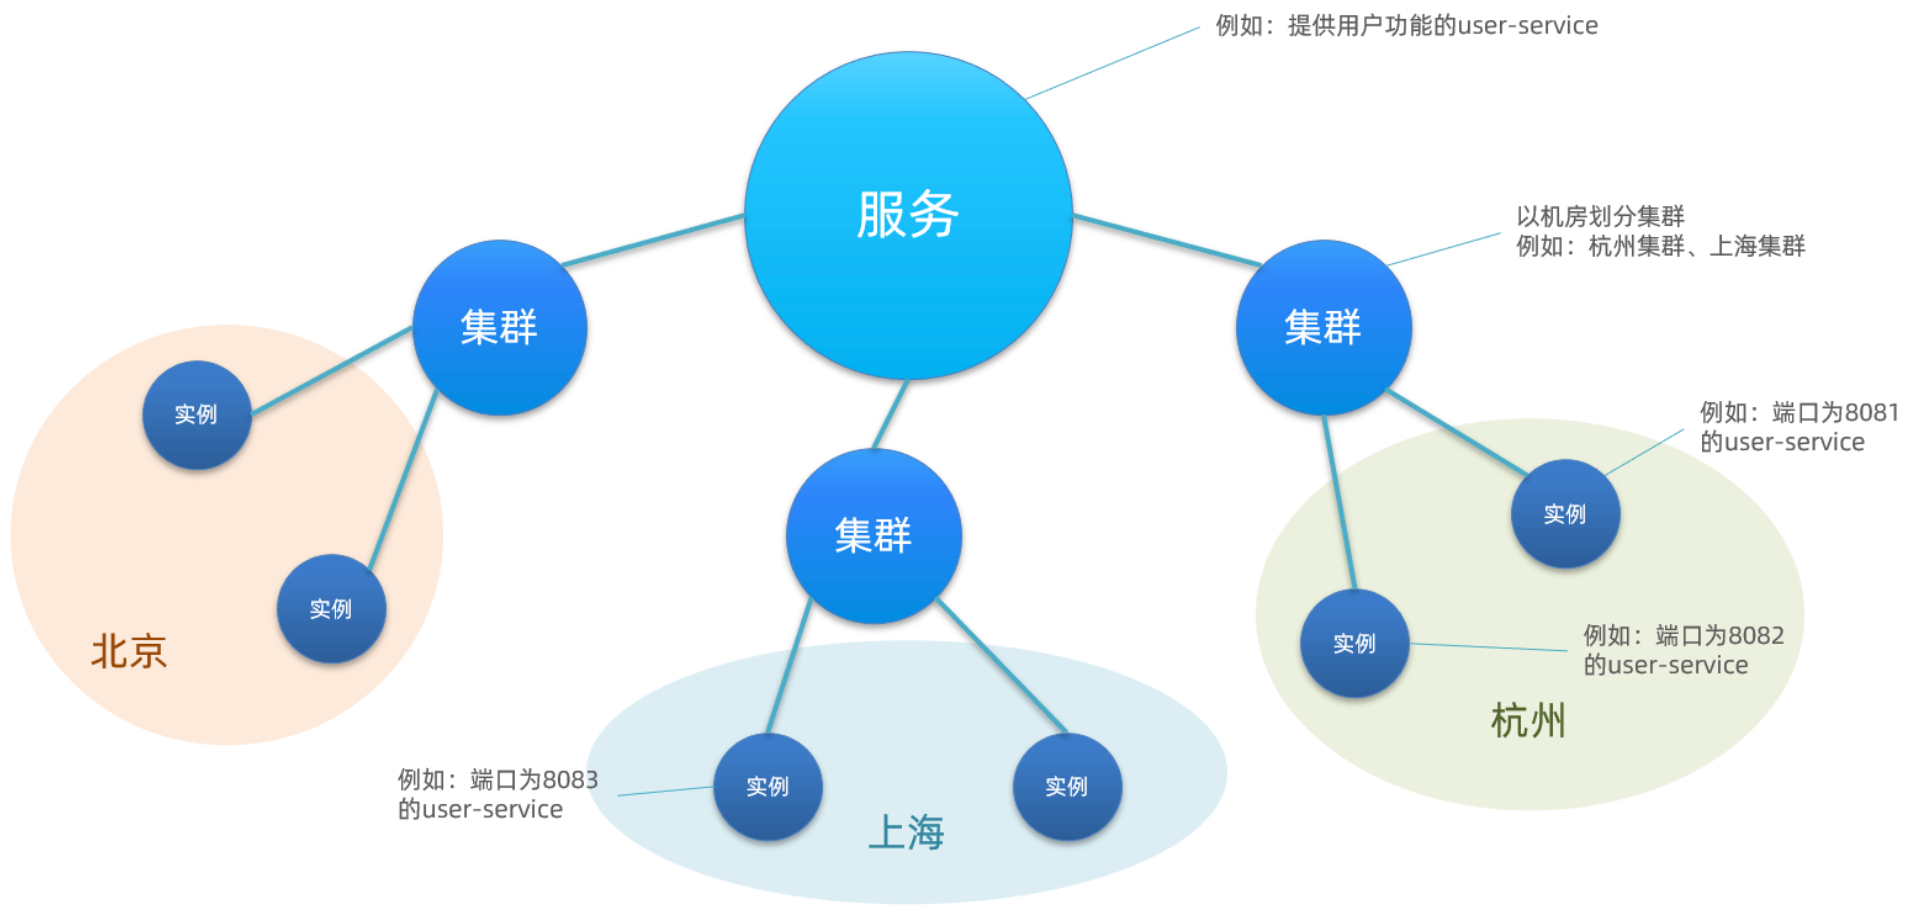 例如：提供用户功能的user-service
服务
以机房划分集群
例如：杭州集群、上海集群
集群
集群
实例
例如：端口为8081
的user-service
实例
集群
实例
例如：端口为8082
的user-service
实例
北京
杭州
例如：端口为8083
的user-service
实例
实例
上海